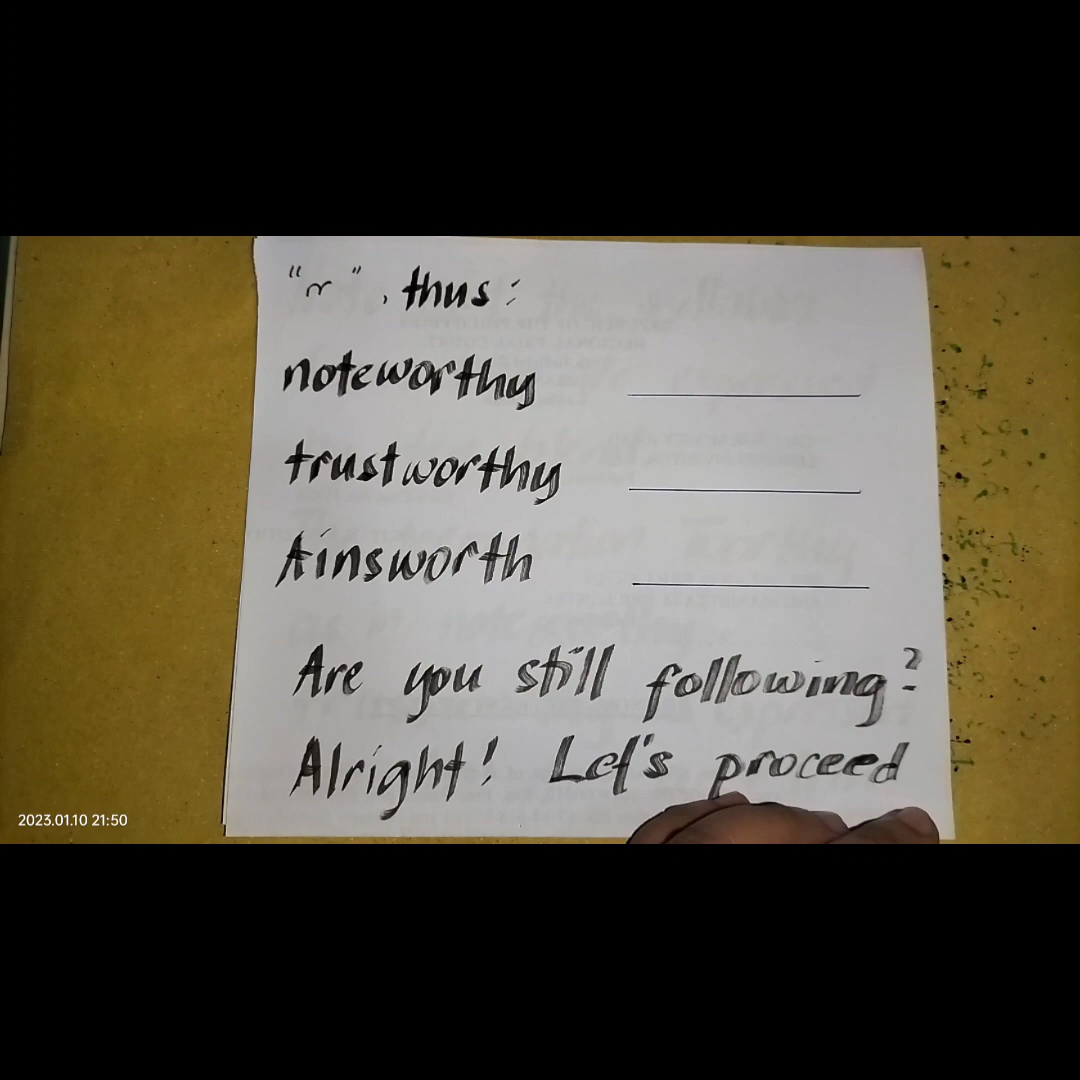 "r", thus:
noteworthy
trustworthy
Ainsworth
Are you still following?
Alright! Let's proceed
2023.01.10 21:50